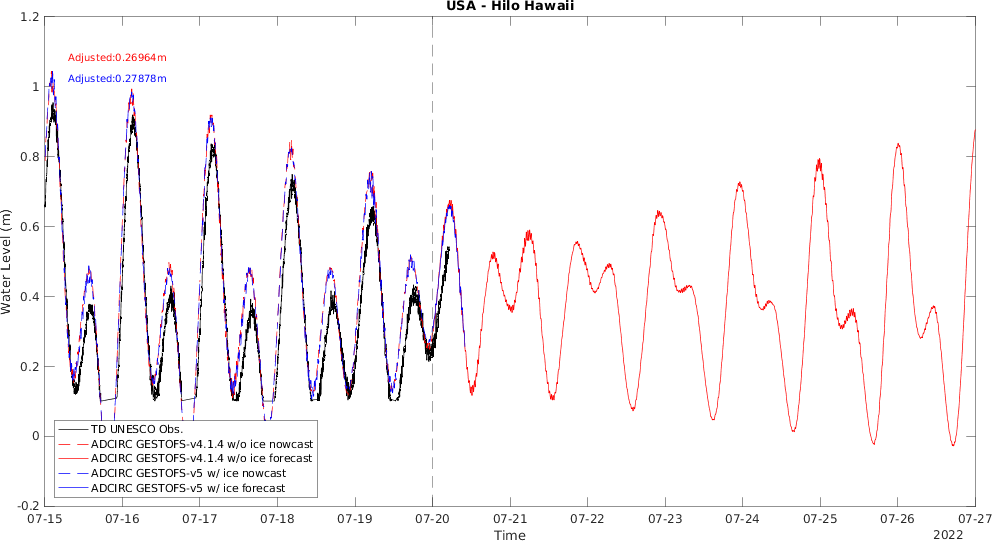 USA - Hilo Hawaii
Adjusted:0.26964m
Adjusted:0.27878m
Water Level (m)
1.2
1
0.8
0.6
0.4
0.2
0
-0.2
TD UNESCO Obs.
ADCIRC GESTOFS-v4.1.4 w/o ice nowcast
ADCIRC GESTOFS-v4.1.4 w/o ice forecast
ADCIRC GESTOFS-v5 w/ ice nowcast
ADCIRC GESTOFS-v5 w/ ice forecast
07-15 07-16 07-17 07-18 07-19 07-20 07-21 07-22 07-23 07-24 07-25 07-26 07-27
Time
2022